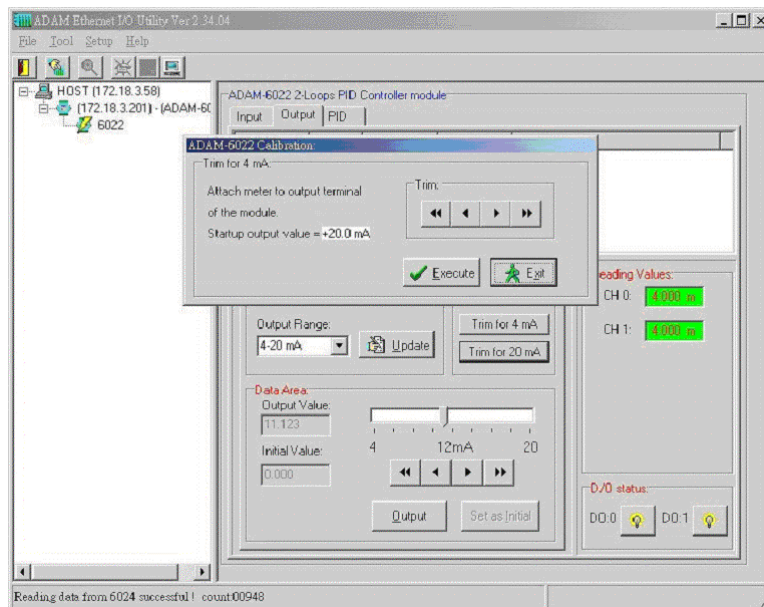 ADAM Ethernet I/O Utility Ver 2.34.04
File Tool Setup Help
HOST (172.18.3.58)
(172.18.3.201) - (ADAM-60
6022
ADAM-6022 2-Loops PID Controller module
Input Output PID
ADAM-6022 Calibration:
Trim for 4 mA:
Attach meter to output terminal
of the module.
Startup output value = +20.0 mA
Trim:
Execute Exit
Output Range:
4-20 mA
Update
Trim for 4 mA
Trim for 20 mA
Data Area:
Output Value:
11.123
Initial Value:
0.000
4 12mA 20
Output Set as Initial
eading Values:
CH 0: 4.000 m
CH 1: 4.000 m
D/O status:
DO:0 DO:1
Reading data from 6024 successful ! count:00948